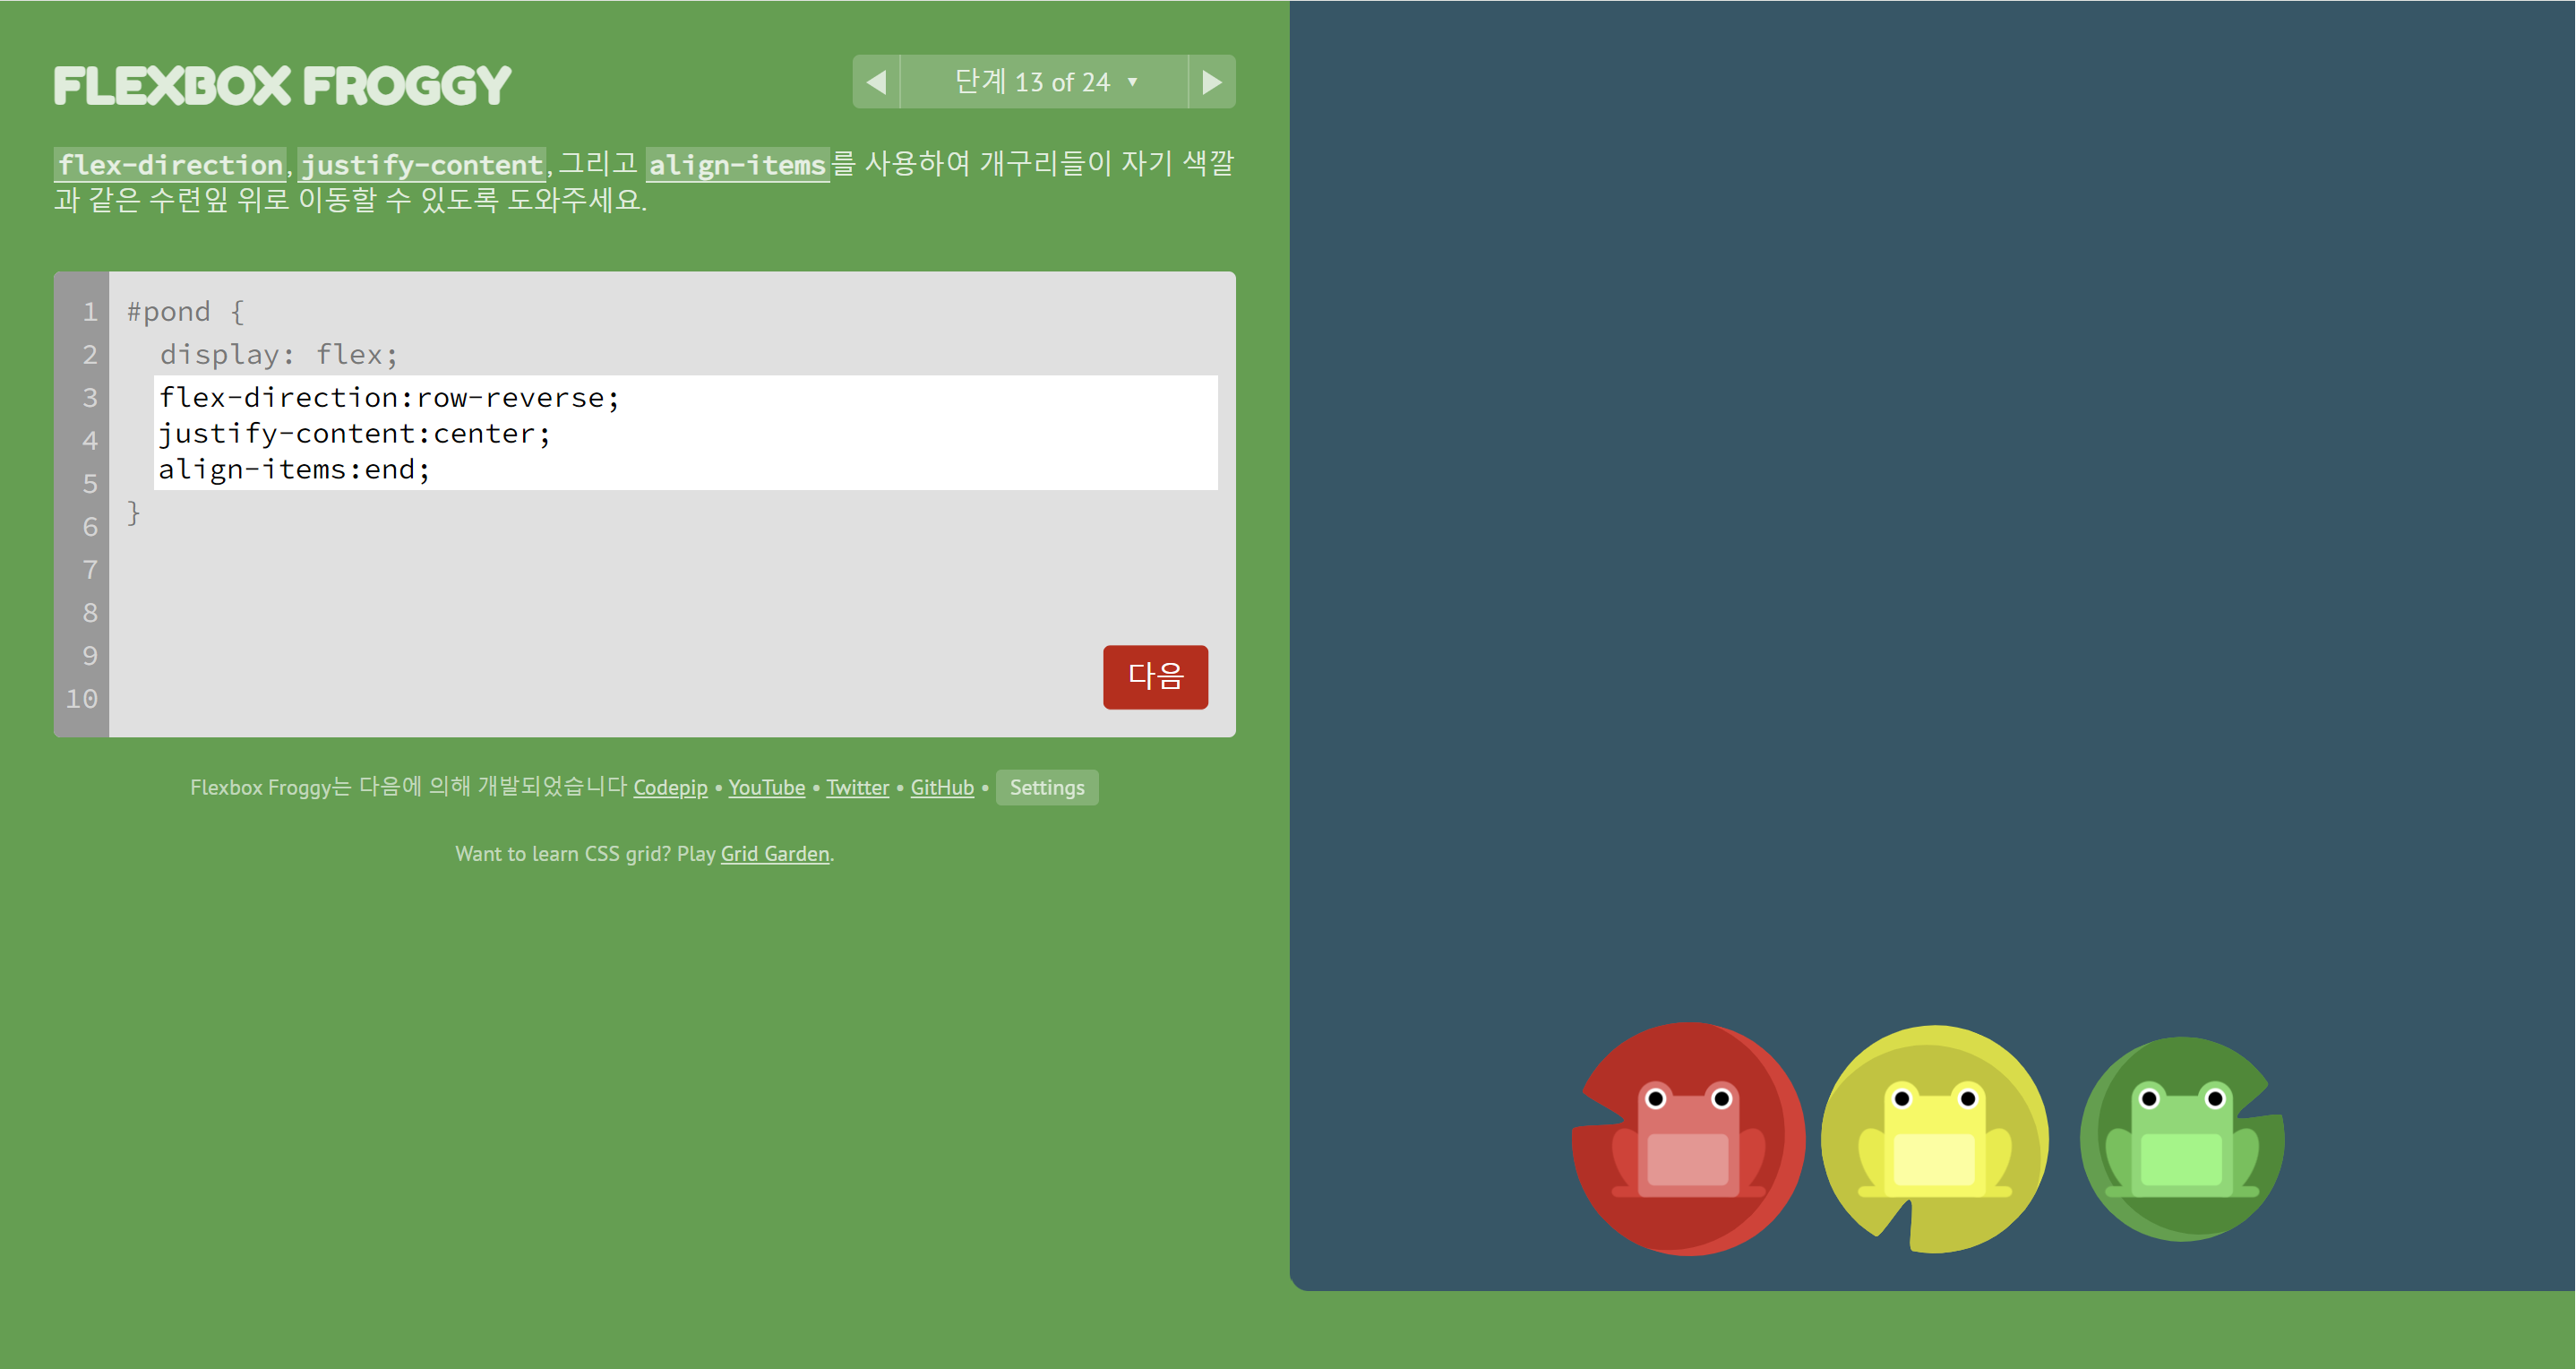 FLEXBOX FROGGY
◀ 단계 13 of 24 ▼ ▶
flex-direction, justify-content, 그리고 align-items를 사용하여 개구리들이 자기 색깔
과 같은 수련잎 위로 이동할 수 있도록 도와주세요.
1 #pond {
2 display: flex;
3 flex-direction:row-reverse;
4 justify-content:center;
5 align-items:end;
6 }
7
8
9
10
다음
Flexbox Froggy는 다음에 의해 개발되었습니다 Codepip • YouTube • Twitter • GitHub • Settings
Want to learn CSS grid? Play Grid Garden.